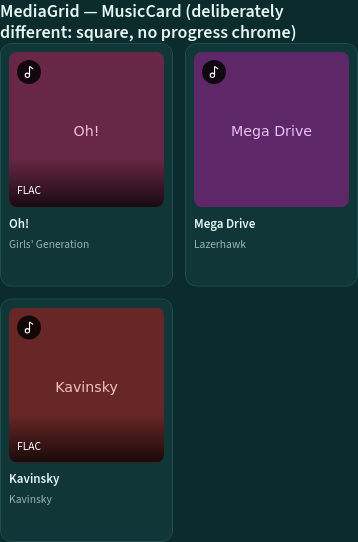 MediaGrid — MusicCard (deliberately
different: square, no progress chrome)
Oh!
FLAC
Oh!
Girls' Generation
Mega Drive
Mega Drive
Lazerhawk
Kavinsky
FLAC
Kavinsky
Kavinsky